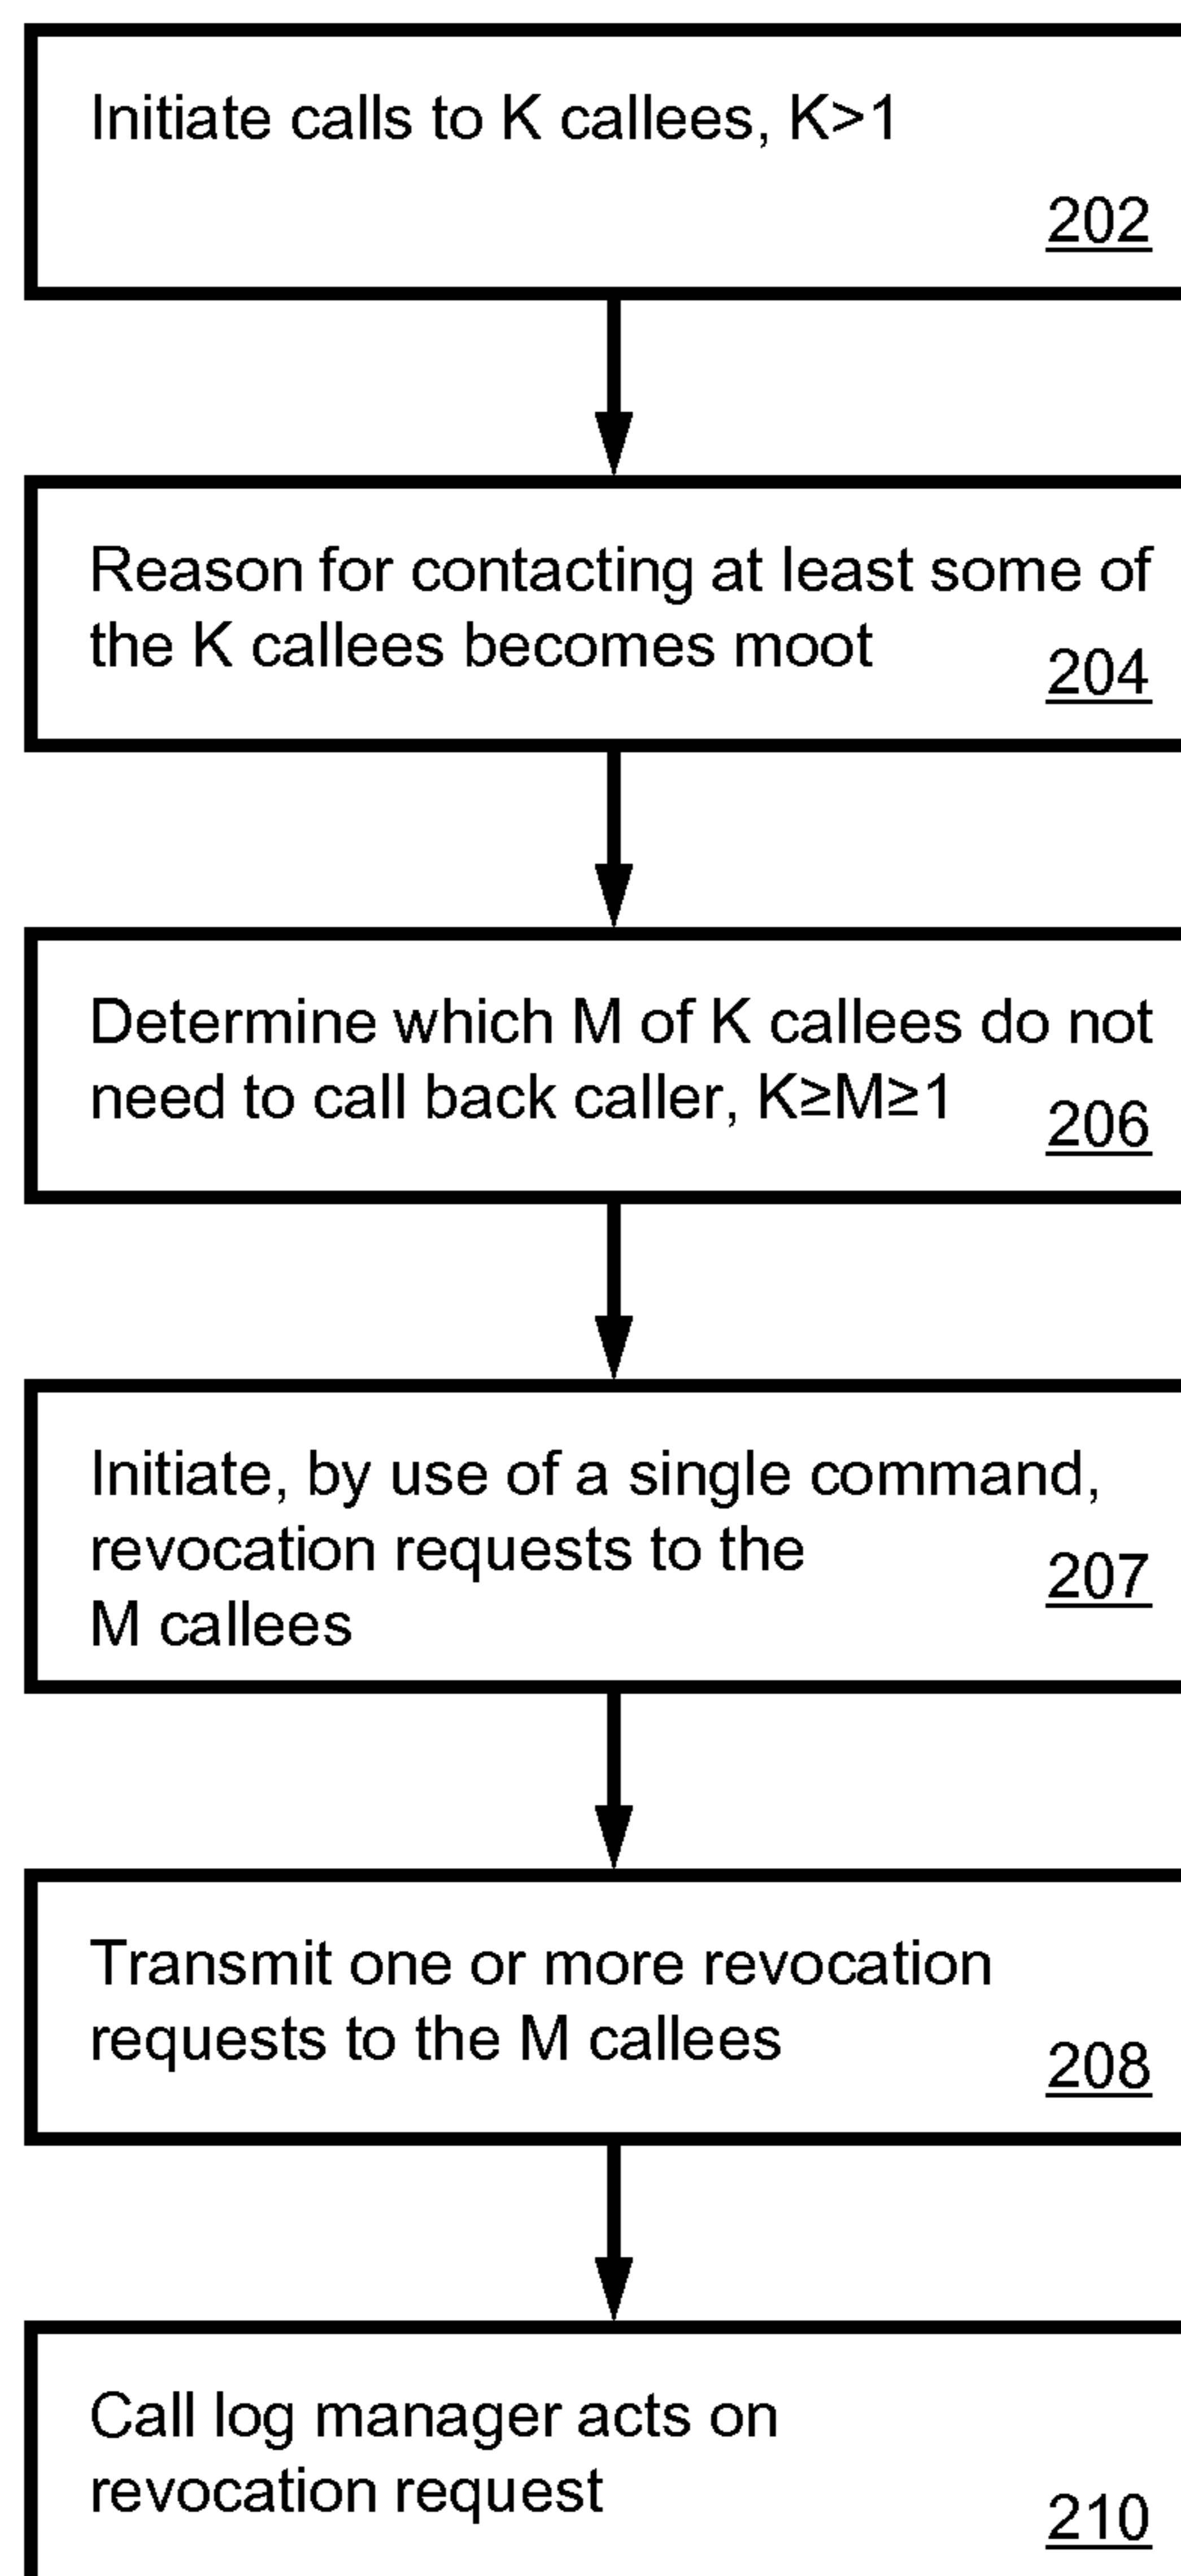 Initiate calls to K callees, K>1
202
Reason for contacting at least some of
the K callees becomes moot
204
Determine which M of K callees do not
need to call back caller, K≥M≥1
206
Initiate, by use of a single command,
revocation requests to the
207
M callees
Transmit one or more revocation
requests to the M callees
208
Call log manager acts on
revocation request
210